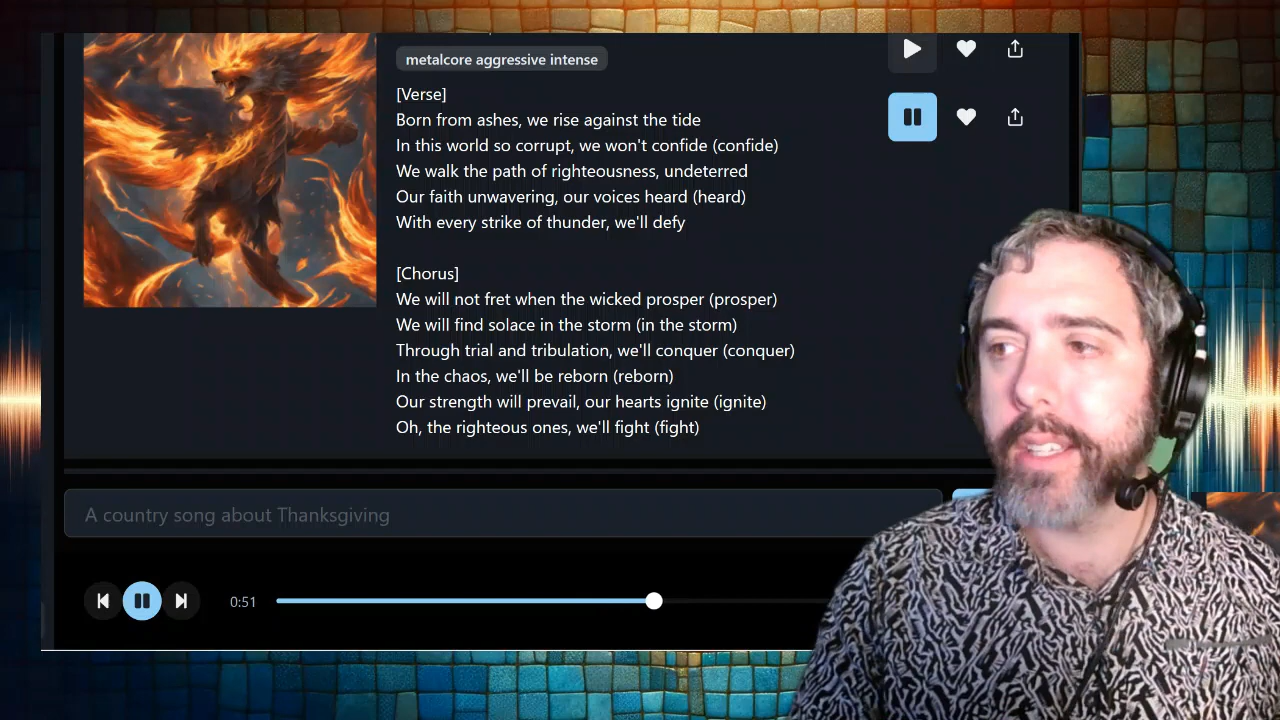 metalcore aggressive intense
[Verse]
Born from ashes, we rise against the tide
In this world so corrupt, we won't confide (confide)
We walk the path of righteousness, undeterred
Our faith unwavering, our voices heard (heard)
With every strike of thunder, we'll defy
[Chorus]
We will not fret when the wicked prosper (prosper)
We will find solace in the storm (in the storm)
Through trial and tribulation, we'll conquer (conquer)
In the chaos, we'll be reborn (reborn)
Our strength will prevail, our hearts ignite (ignite)
Oh, the righteous ones, we'll fight (fight)
A country song about Thanksgiving
0:51